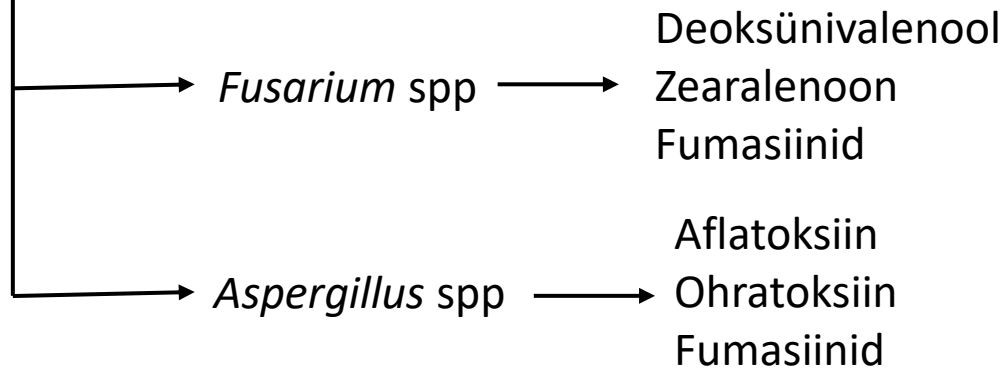 Deoksünivalenool
Fusarium spp
Zearalenoon
Fumasiinid
Aflatoksiin
Aspergillus spp
Ohratoksiin
Fumasiinid